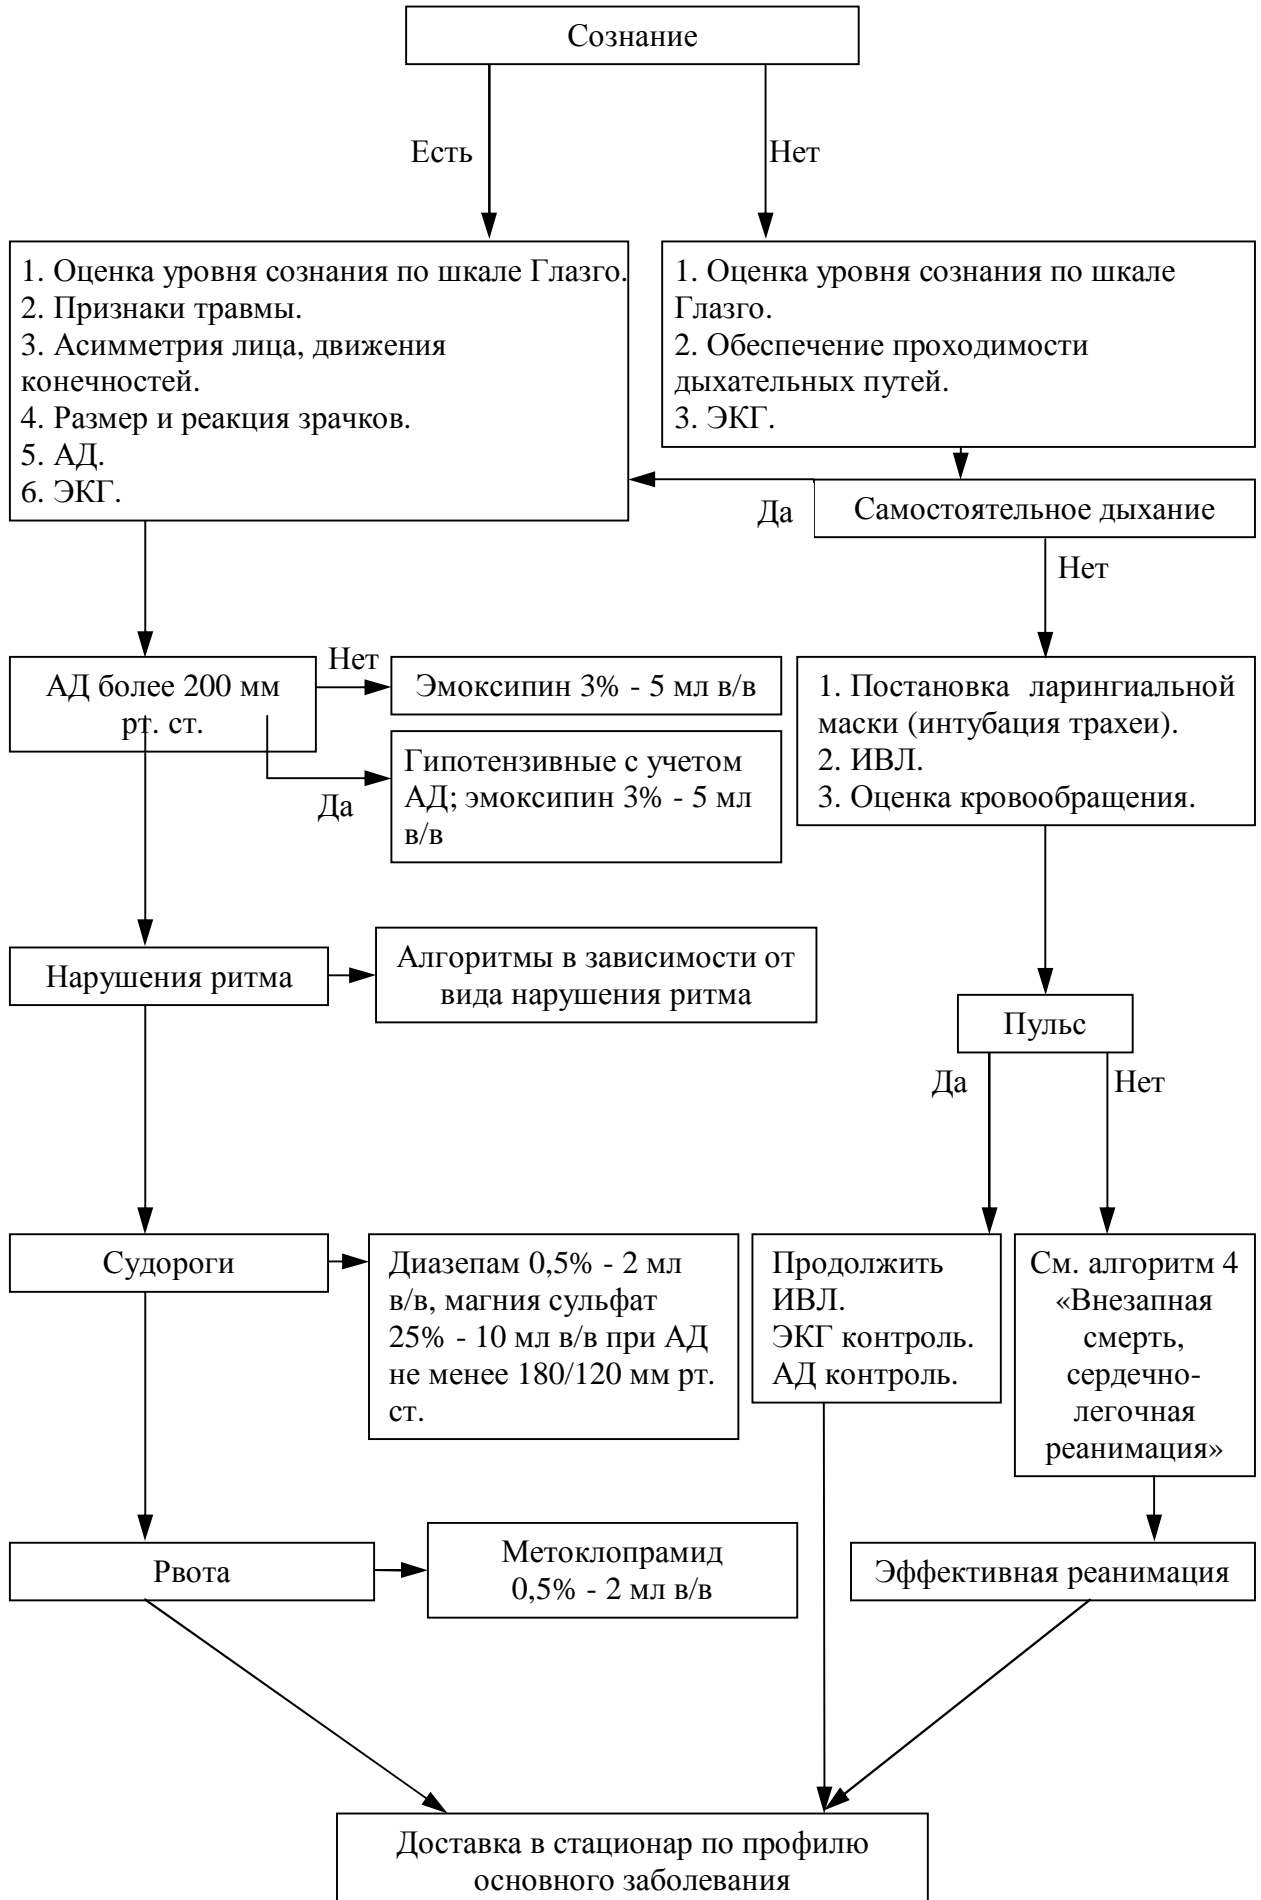 Сознание
Есть
Нет
1. Оценка уровня сознания по шкале Глазго.
2. Признаки травмы.
3. Асимметрия лица, движения
конечностей.
4. Размер и реакция зрачков.
5. АД.
6. ЭКГ.
1. Оценка уровня сознания по шкале
Глазго.
2. Обеспечение проходимости
дыхательных путей.
3. ЭКГ.
Да
Самостоятельное дыхание
Нет
АД более 200 мм
рт. ст.
Нет
Эмоксипин 3% - 5 мл в/в
Да
Гипотензивные с учетом
АД; эмоксипин 3% - 5 мл
в/в
1. Постановка ларингиальной
маски (интубация трахеи).
2. ИВЛ.
3. Оценка кровообращения.
Нарушения ритма
Алгоритмы в зависимости от
вида нарушения ритма
Пульс
Да
Нет
Судороги
Диазепам 0,5% - 2 мл
в/в, магния сульфат
25% - 10 мл в/в при АД
не менее 180/120 мм рт.
ст.
Продолжить
ИВЛ.
ЭКГ контроль.
АД контроль.
См. алгоритм 4
«Внезапная
смерть,
сердечно-
легочная
реанимация»
Рвота
Метоклопрамид
0,5% - 2 мл в/в
Эффективная реанимация
Доставка в стационар по профилю
основного заболевания